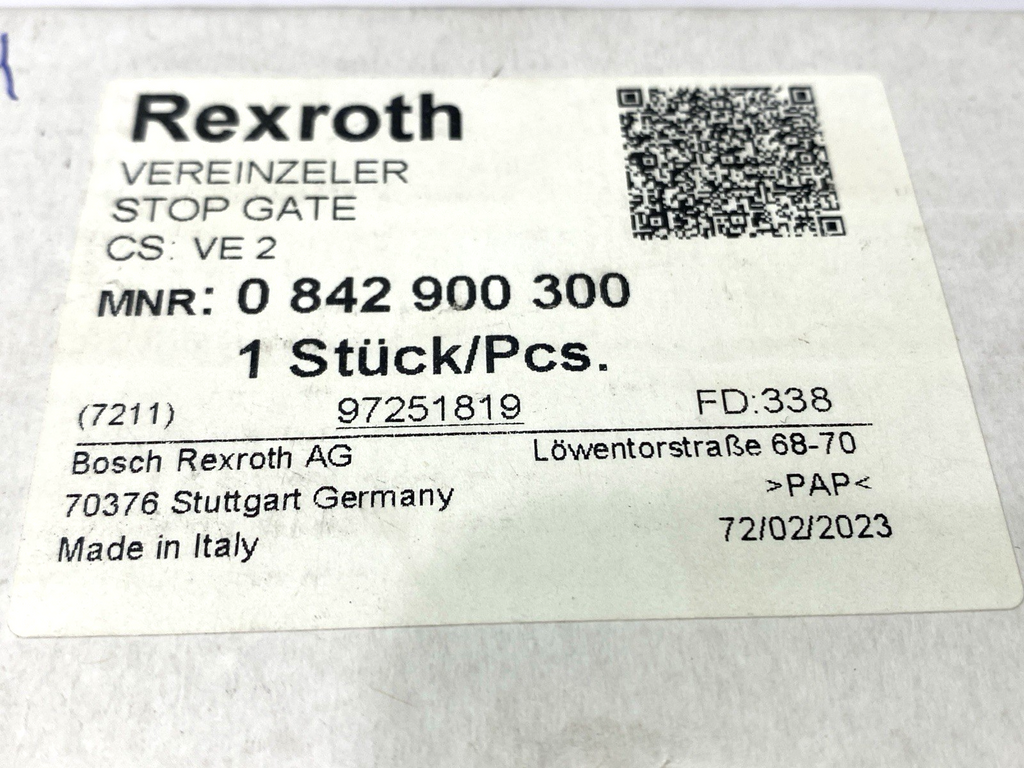 Rexroth
VEREINZELER
STOP GATE
CS: VE 2
MNR: 0 842 900 300
1 Stück/Pcs.
(7211) 97251819 FD:338
Bosch Rexroth AG Löwentorstraße 68-70
70376 Stuttgart Germany >PAP<
Made in Italy 72/02/2023